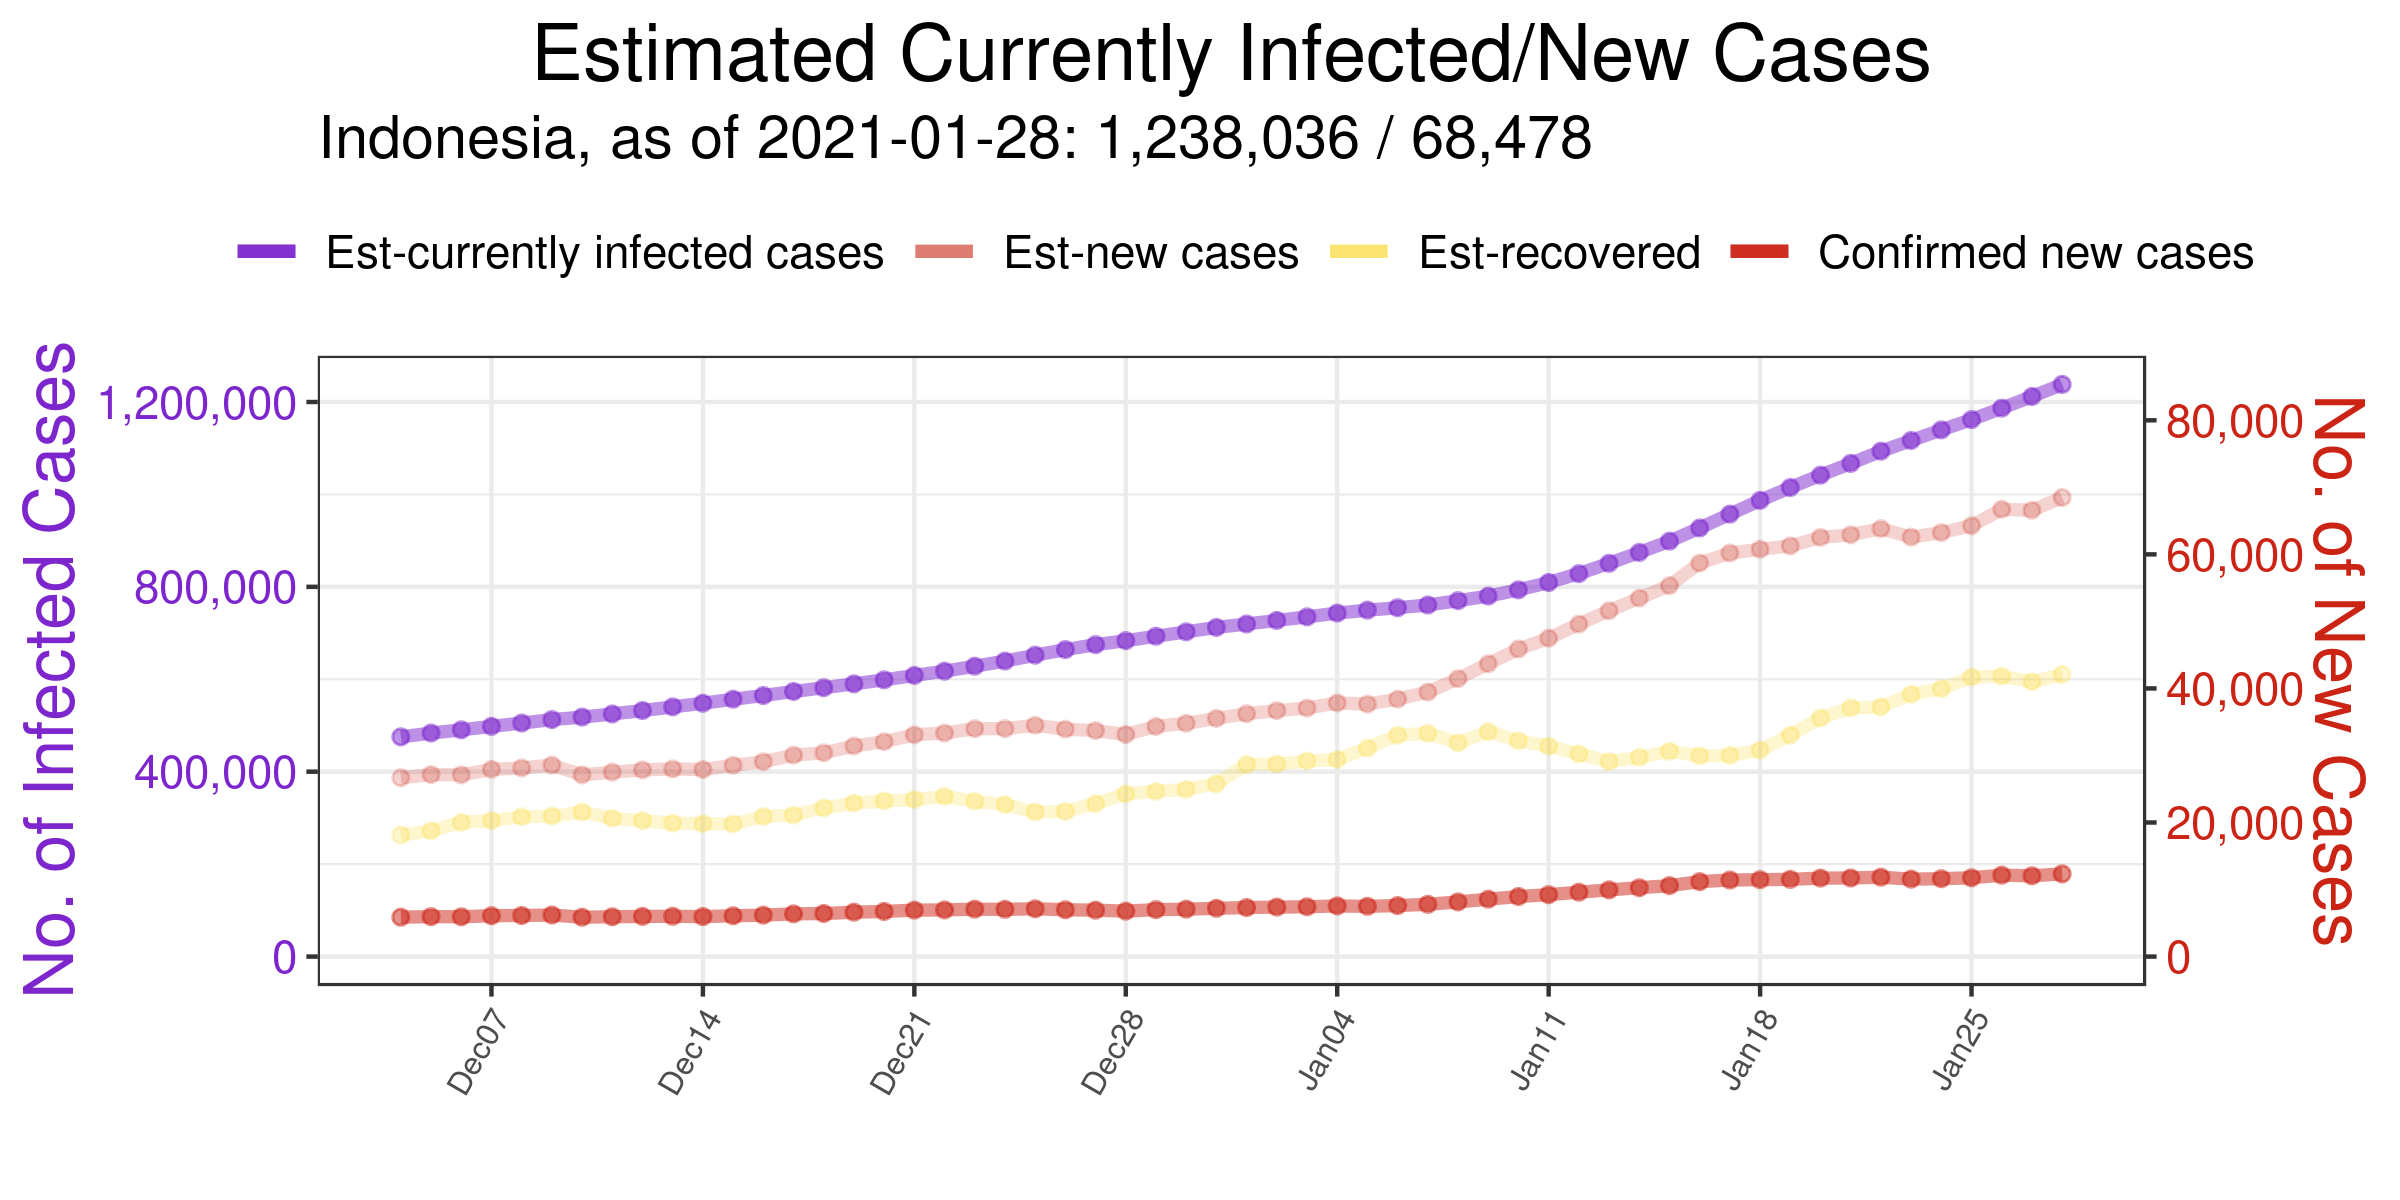 Estimated Currently Infected/New Cases
Indonesia, as of 2021-01-28: 1,238,036 / 68,478
Est-currently infected cases Est-new cases Est-recovered Confirmed new cases
No. of Infected Cases
1,200,000
800,000
400,000
0
80,000
60,000
40,000
20,000
0
No. of New Cases
Dec07 Dec14 Dec21 Dec28 Jan04 Jan11 Jan18 Jan25